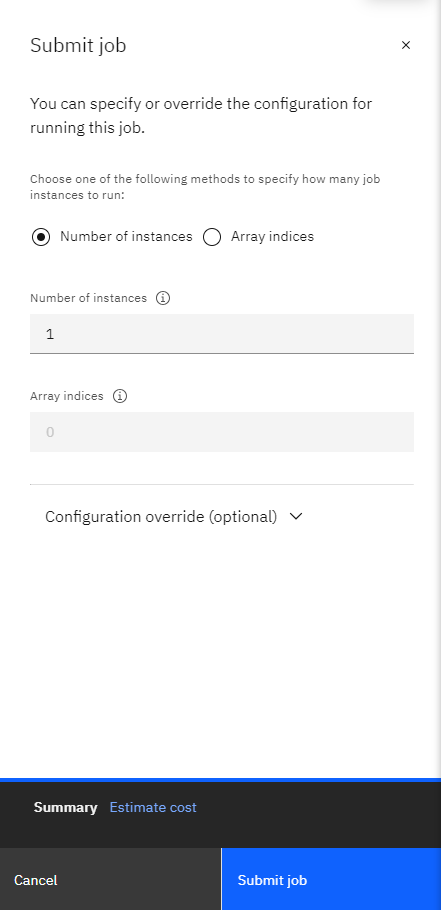 Submit job
You can specify or override the configuration for
running this job.
Choose one of the following methods to specify how many job
instances to run:
Number of instances Array indices
Number of instances
1
Array indices
0
Configuration override (optional)
Summary Estimate cost
Cancel Submit job